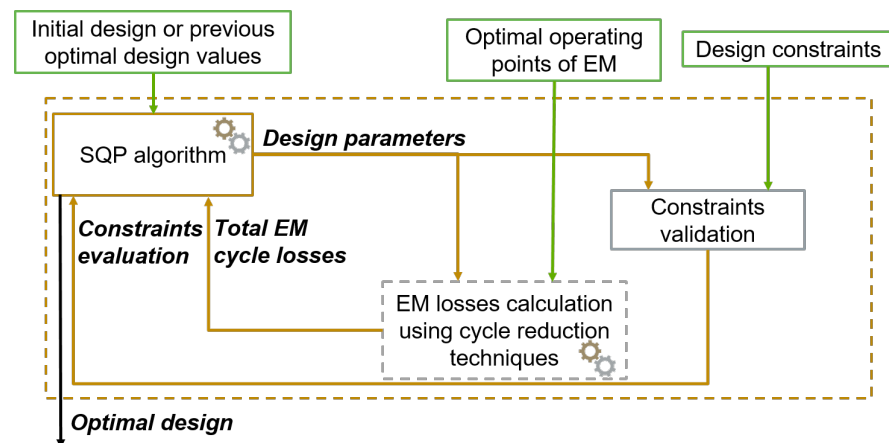 Initial design or previous
optimal design values
Optimal operating
points of EM
Design constraints
SQP algorithm
Design parameters
Constraints
evaluation
Total EM
cycle losses
Constraints
validation
EM losses calculation
using cycle reduction
techniques
Optimal design